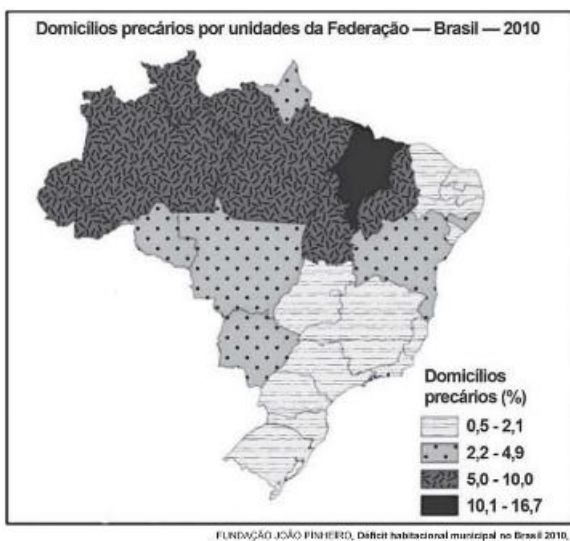 Domicílios precários por unidades da Federação — Brasil — 2010
Domicílios
precários (%)
0,5 - 2,1
2,2 - 4,9
5,0 - 10,0
10,1 - 16,7
FUNDAÇÃO JOÃO PINHEIRO, Déficit habitacional municipal no Brasil 2010,